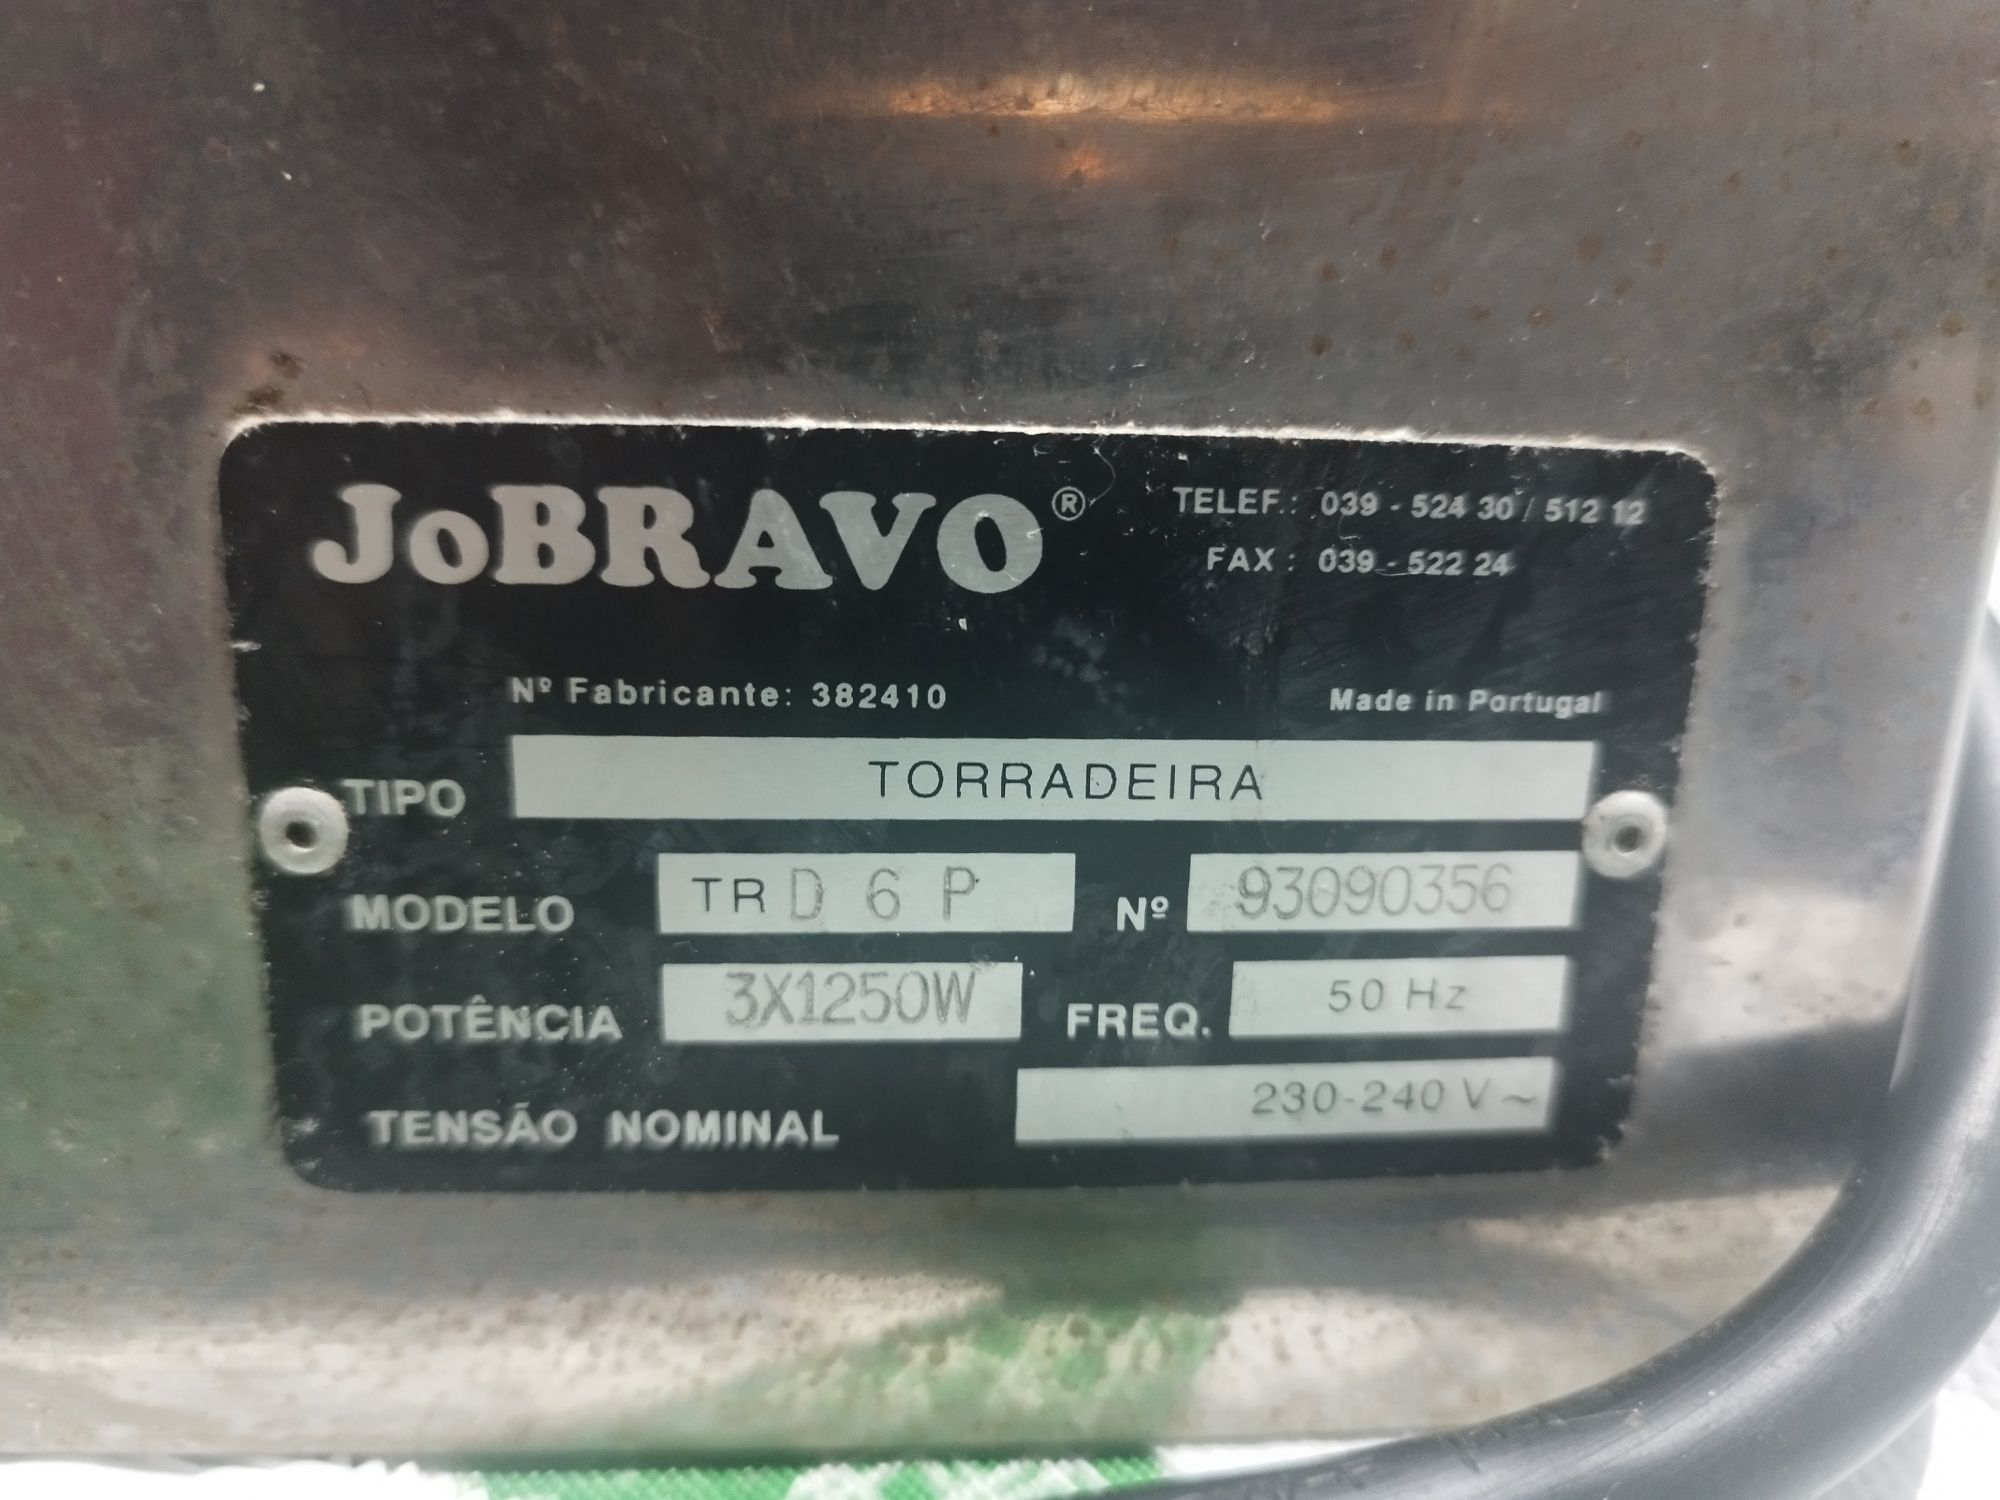 JoBRAVO®
TELEF.: 039 - 524 30 / 512 12
FAX: 039 - 522 24
Nº Fabricante: 382410
Made in Portugal
TIPO TORRADEIRA
MODELO TR D 6 P Nº 93090356
POTÊNCIA 3X1250W FREQ. 50 Hz
TENSÃO NOMINAL 230-240 V ~